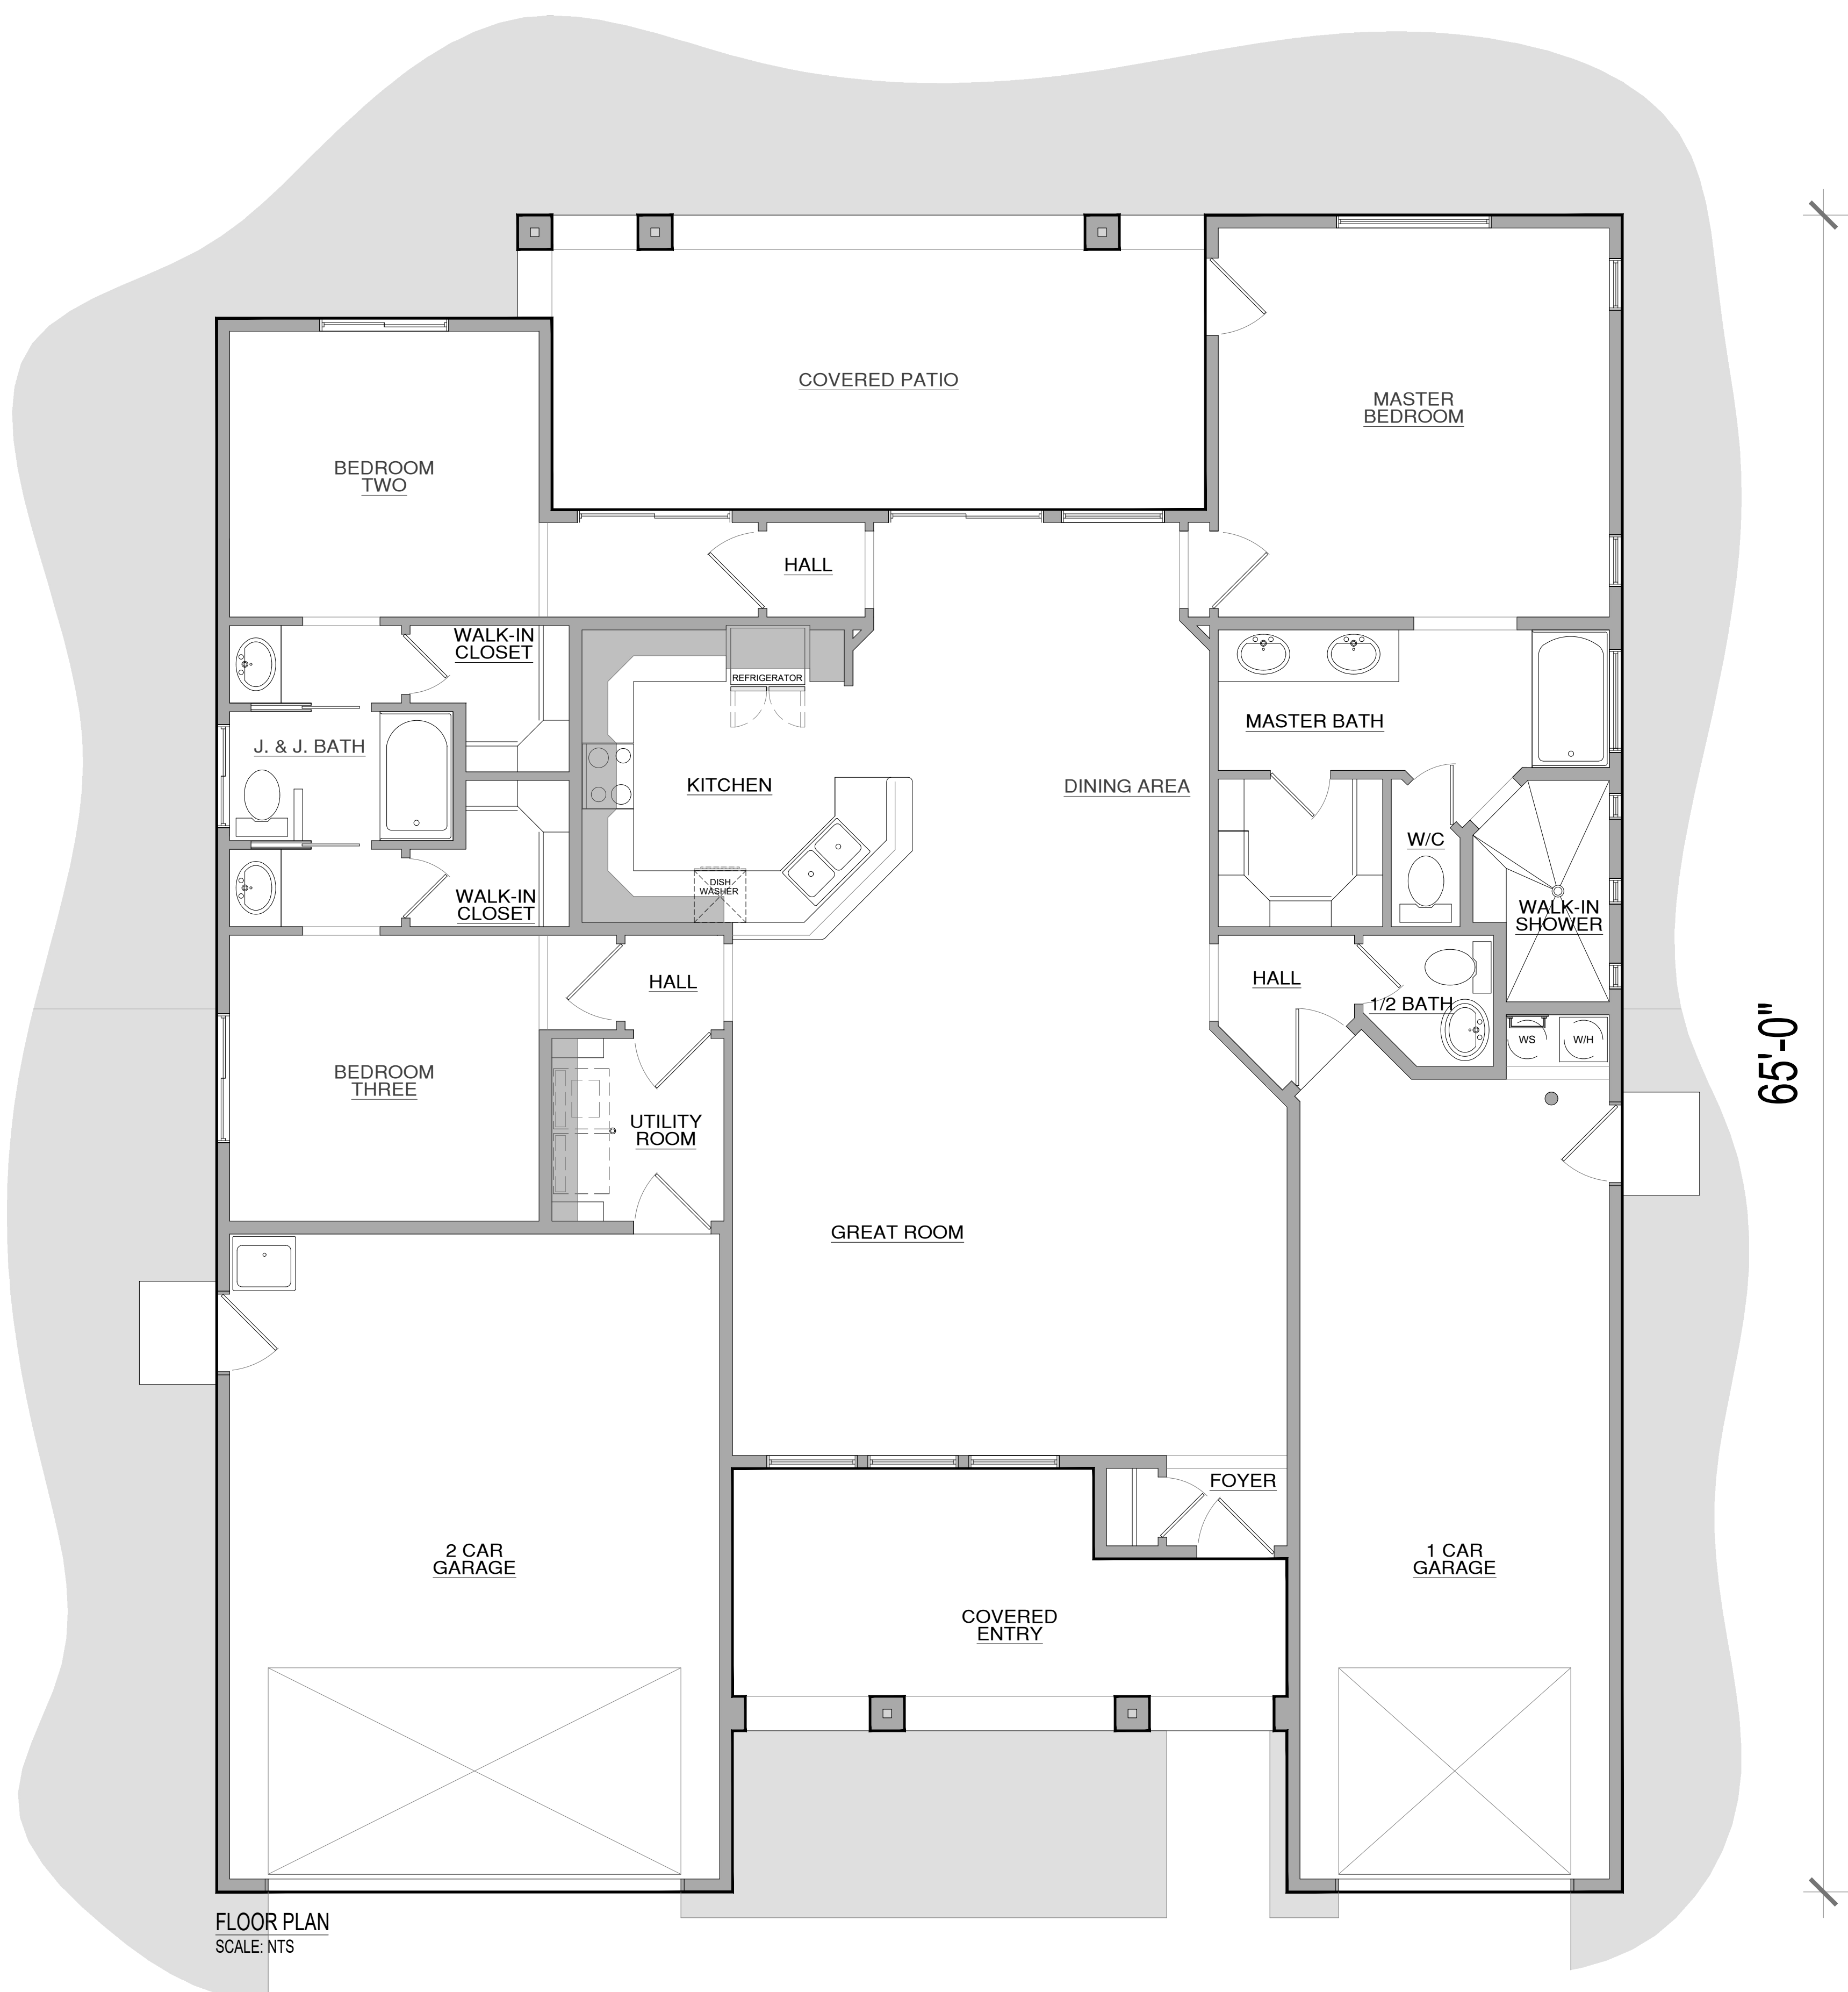 COVERED PATIO
MASTER
BEDROOM
BEDROOM
TWO
HALL
WALK-IN
CLOSET
REFRIGERATOR
MASTER BATH
J. & J. BATH
KITCHEN
DINING AREA
W/C
DISH
WASHER
WALK-IN
CLOSET
WALK-IN
SHOWER
HALL
HALL
1/2 BATH
WS
W/H
65'-0"
BEDROOM
THREE
UTILITY
ROOM
GREAT ROOM
FOYER
2 CAR
GARAGE
1 CAR
GARAGE
COVERED
ENTRY
FLOOR PLAN
SCALE: NTS